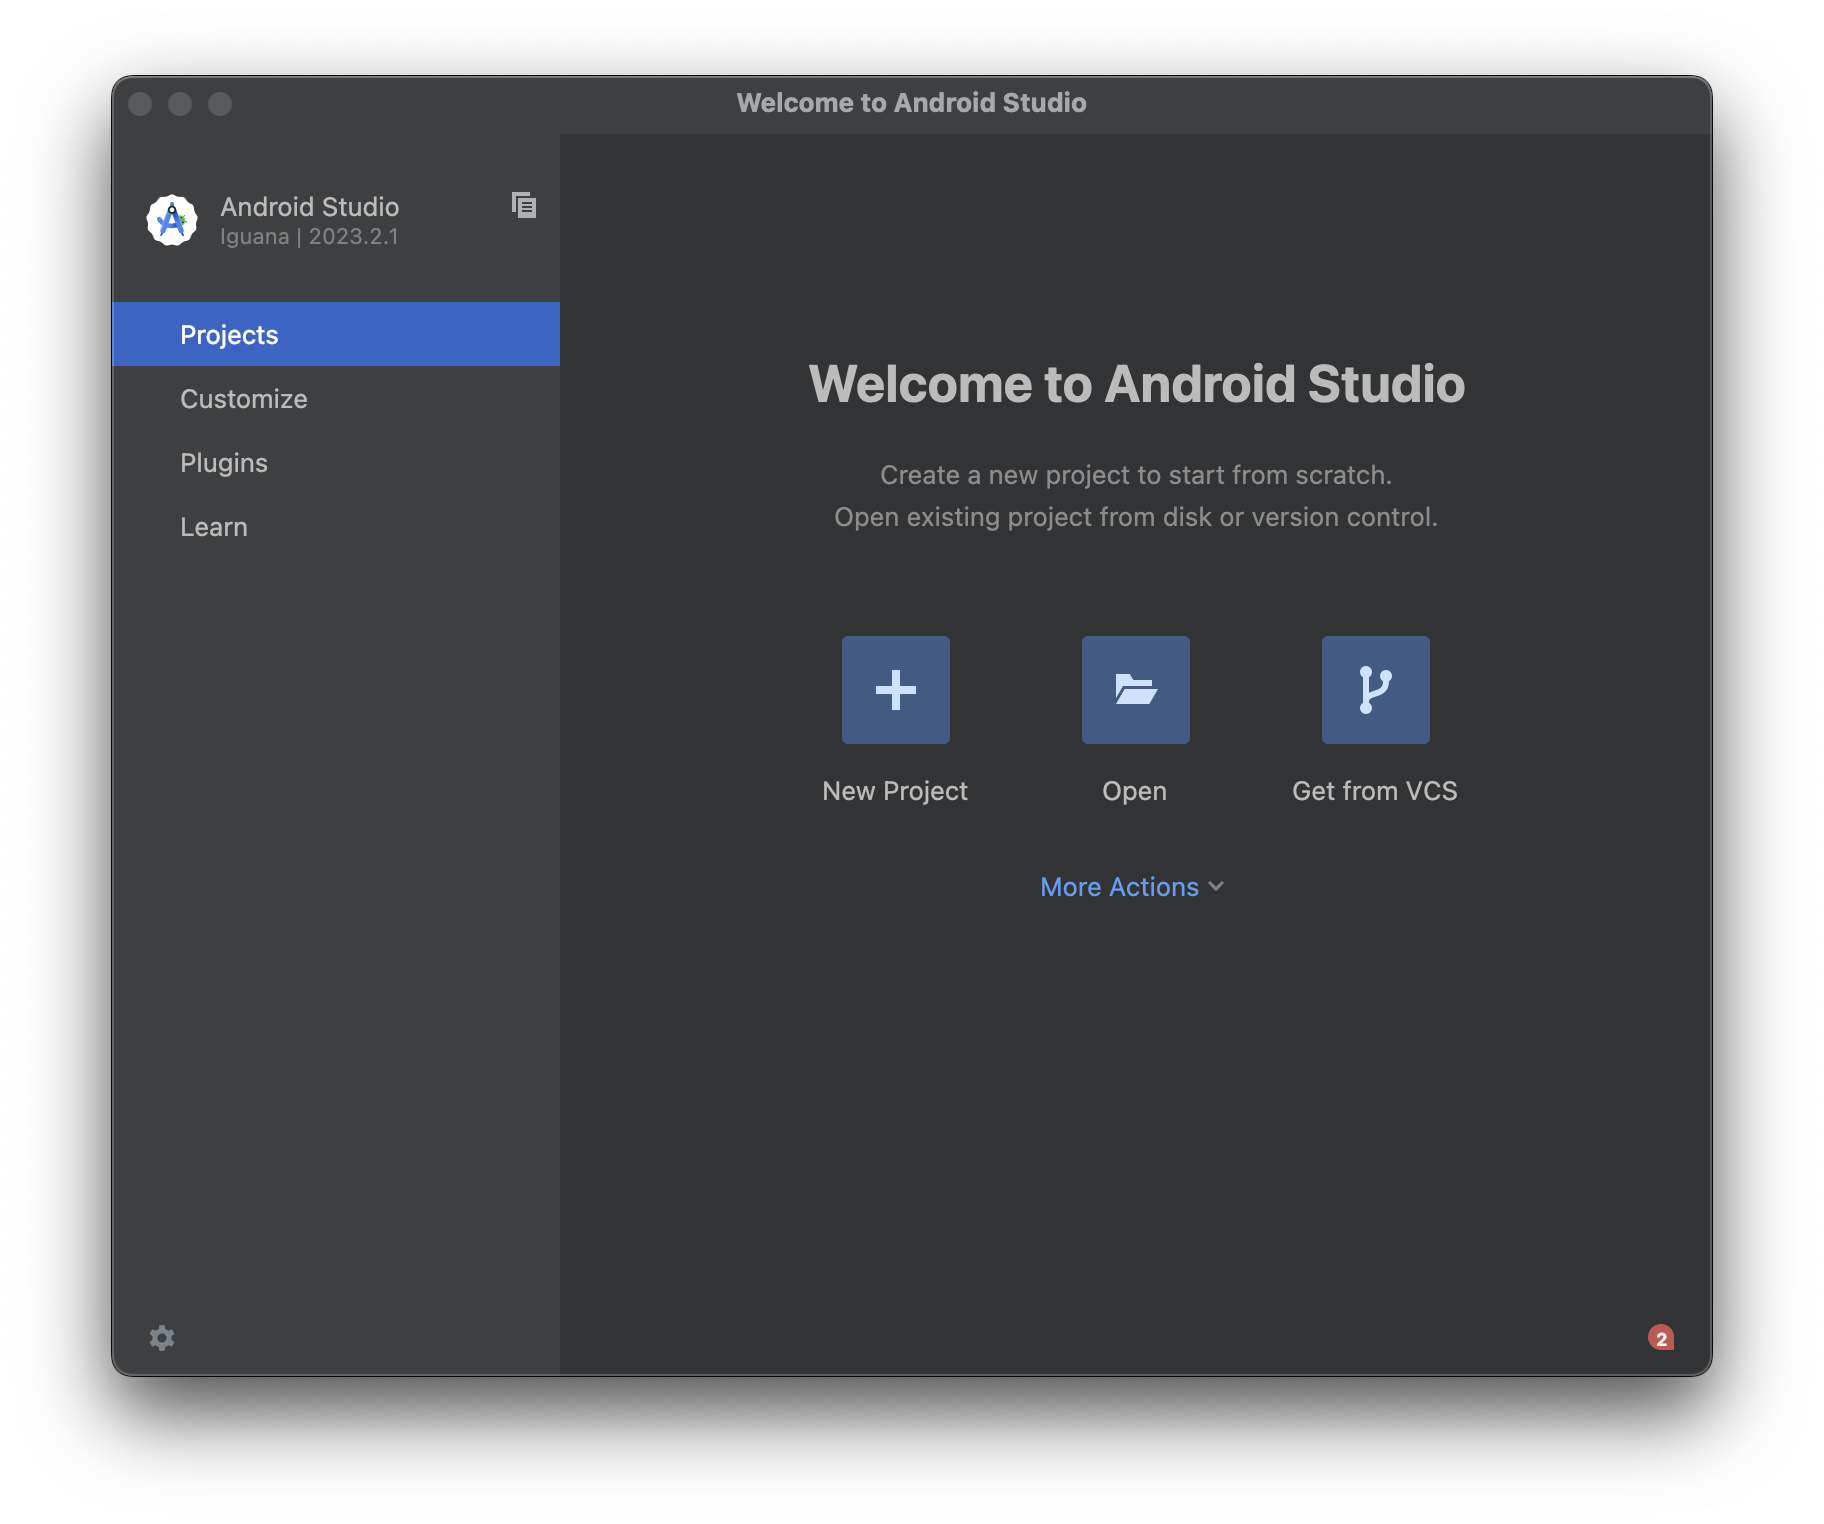 Welcome to Android Studio
Android Studio
Iguana | 2023.2.1
Projects
Customize
Plugins
Learn
Welcome to Android Studio
Create a new project to start from scratch.
Open existing project from disk or version control.
New Project
Open
Get from VCS
More Actions
2